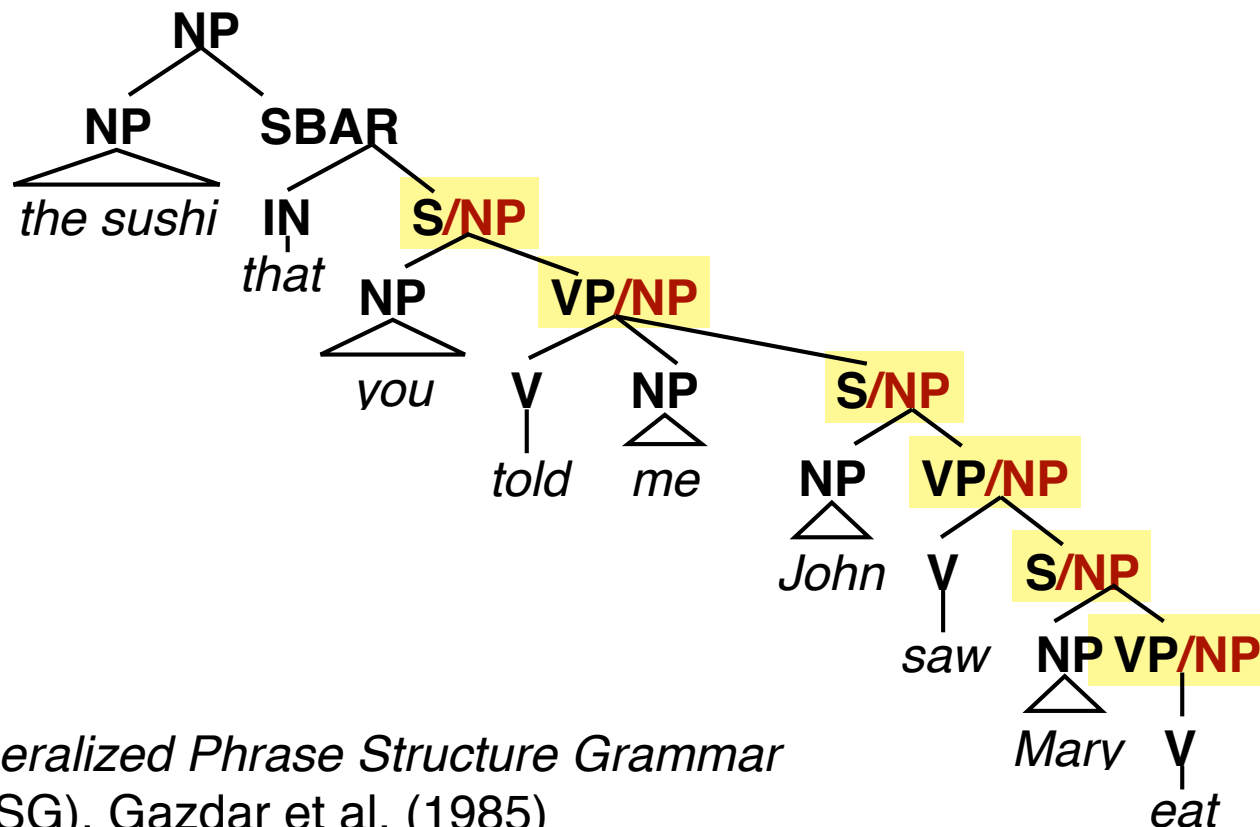 NP
NP SBAR
the sushi IN S/NP
that
NP VP/NP
you V NP S/NP
told me NP VP/NP
John V S/NP
saw NP VP/NP
eralized Phrase Structure Grammar Mary V
SG), Gazdar et al. (1985) eat